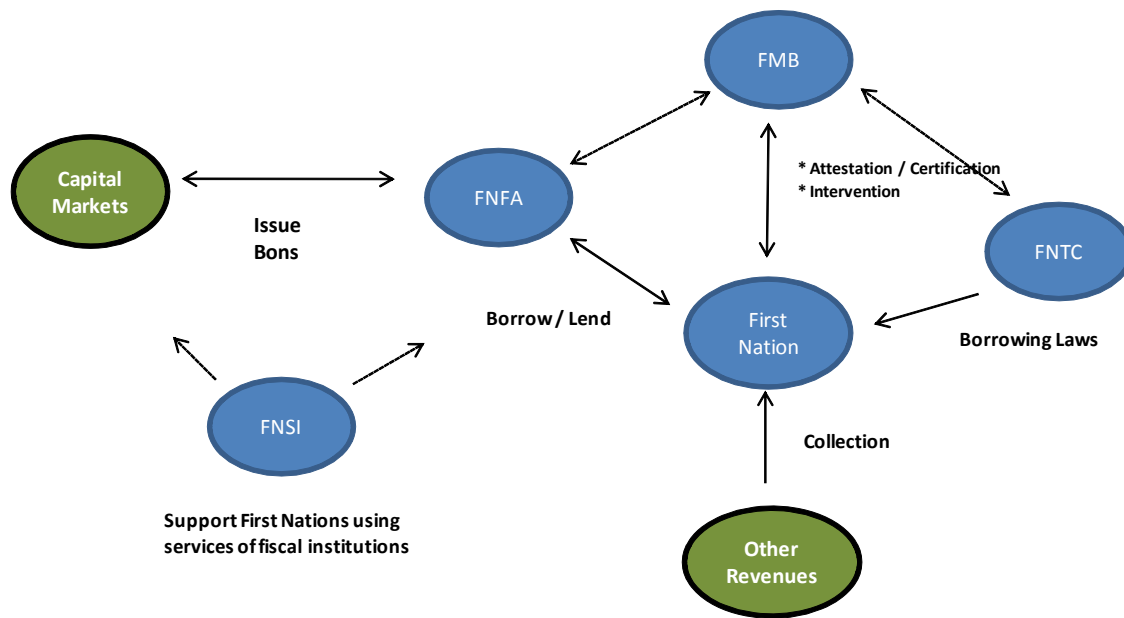 FMB
Capital
Markets
* Attestation / Certification
* Intervention
FNFA
Issue
Bons
FNTC
Borrow / Lend
First
Nation
Borrowing Laws
FNSI
Collection
Support First Nations using
services of fiscal institutions
Other
Revenues